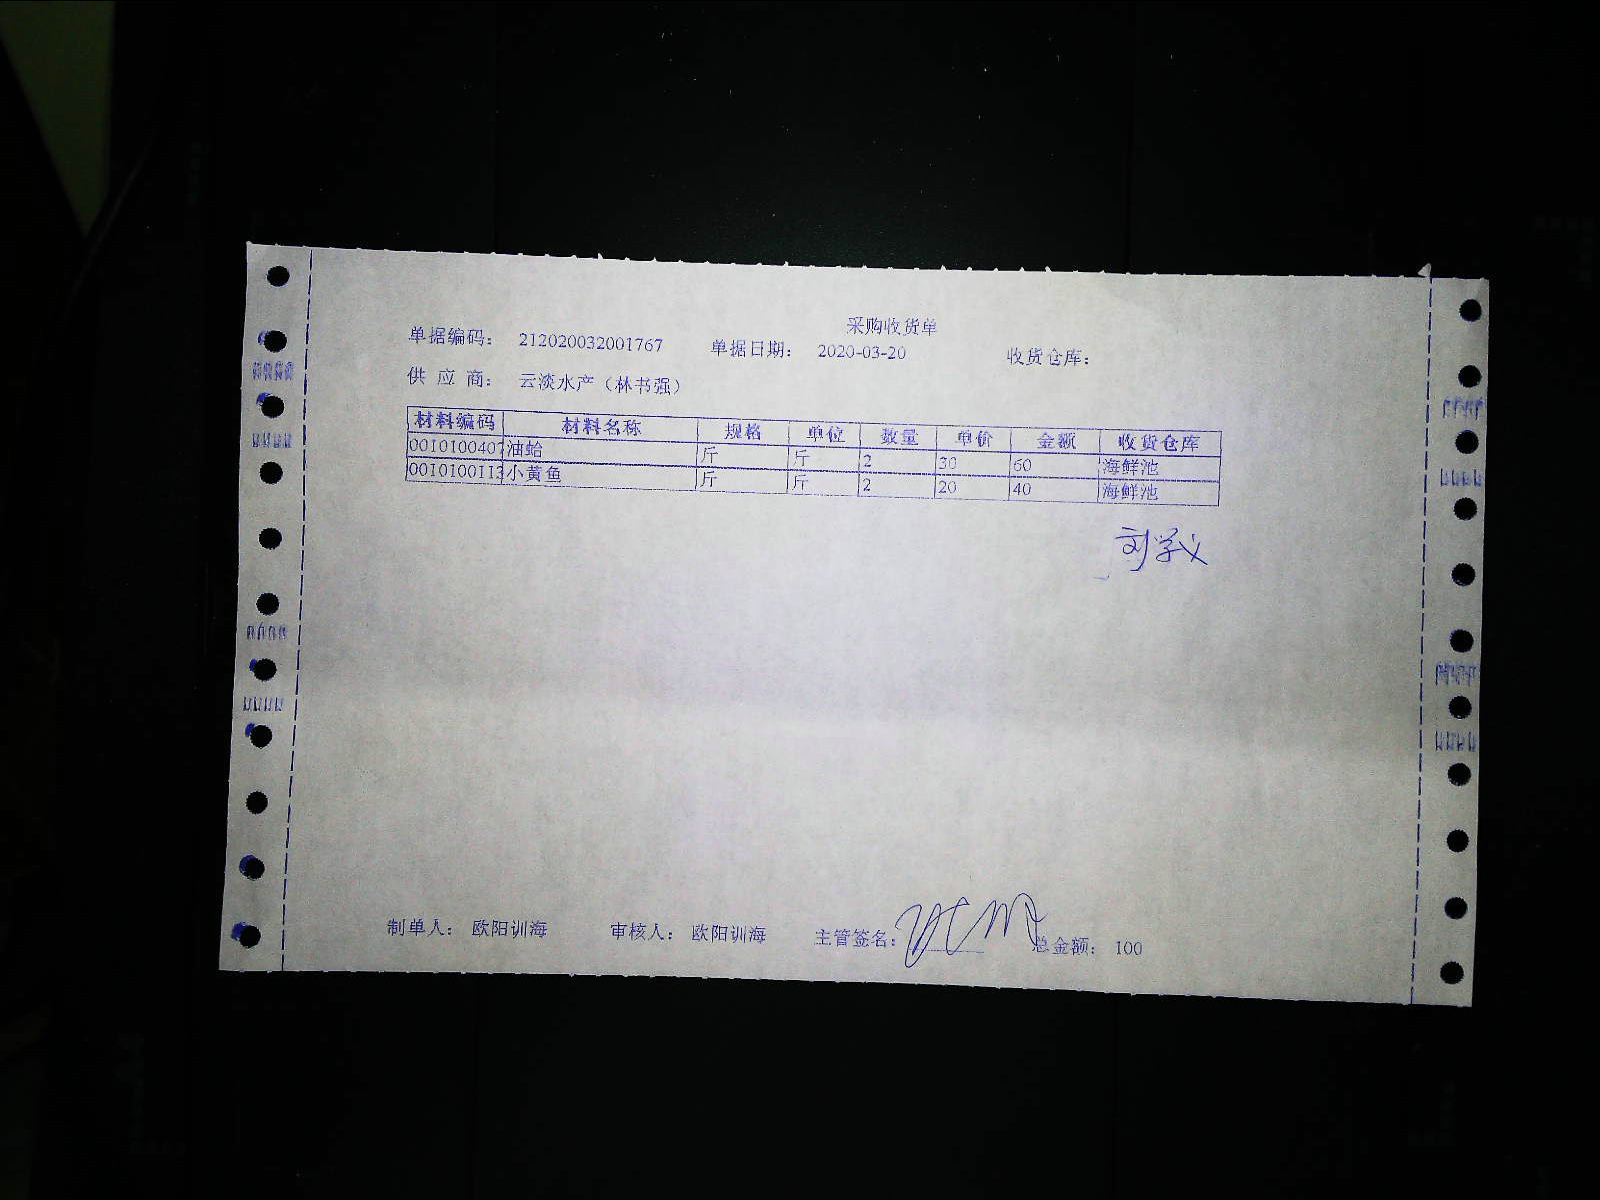 采购收货单
单据编码： 212020032001767 单据日期： 2020-03-20 收货仓库：
供 应 商： 云淡水产（林书强）
材料编码 材料名称 规格 单位 数量 单价 金额 收货仓库
0010100407 油蛤 斤 斤 2 30 60 海鲜池
0010100113 小黄鱼 斤 斤 2 20 40 海鲜池
刘学义
制单人： 欧阳训海 审核人： 欧阳训海 主管签名： 总金额： 100